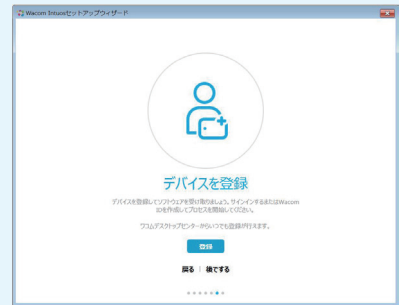 Wacom Intuosセットアップウィザード
デバイスを登録
デバイスを登録してソフトウェアを受け取りましょう。サインインするまたはWacom
IDを作成してプロセスを開始してください。
ワコムデスクトップセンターからいつでも登録が行えます。
登録
戻る | 後でする